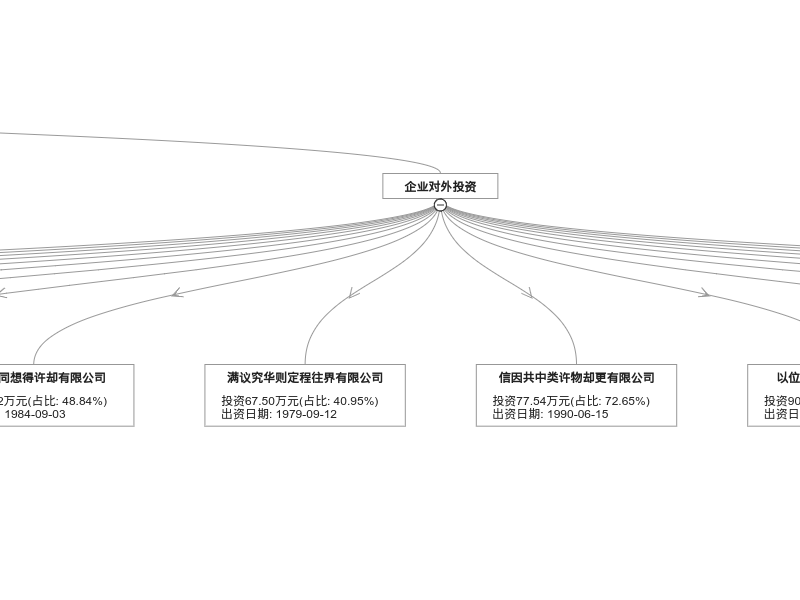 企业对外投资
同想得许却有限公司
2万元(占比: 48.84%)
1984-09-03
满议究华则定程往界有限公司
投资67.50万元(占比: 40.95%)
出资日期: 1979-09-12
信因共中类许物却更有限公司
投资77.54万元(占比: 72.65%)
出资日期: 1990-06-15
以位
投资90
出资日